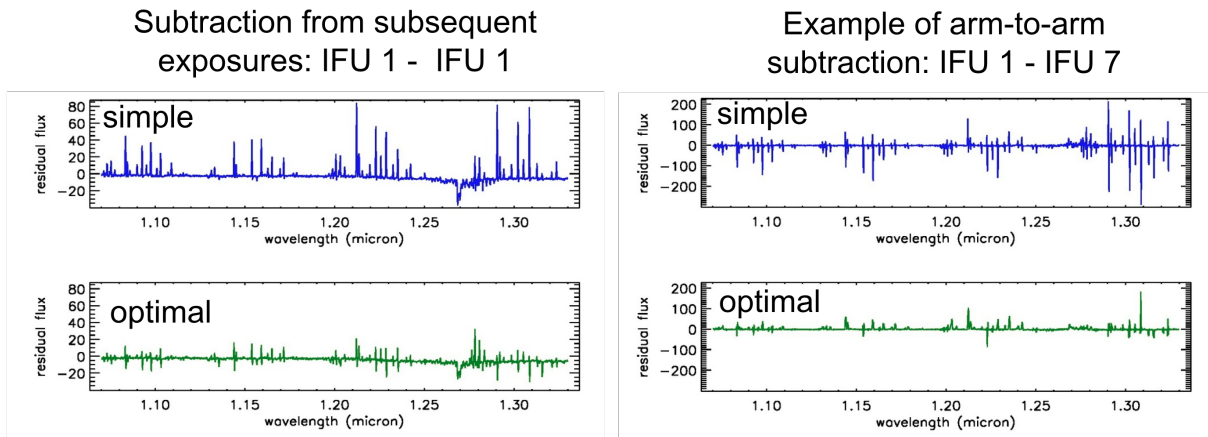 Subtraction from subsequent
exposures: IFU 1 - IFU 1
simple
residual flux
80
60
40
20
0
−20
1.10 1.15 1.20 1.25 1.30
wavelength (micron)
optimal
residual flux
80
60
40
20
0
−20
1.10 1.15 1.20 1.25 1.30
wavelength (micron)
Example of arm-to-arm
subtraction: IFU 1 - IFU 7
simple
residual flux
200
100
0
−100
−200
1.10 1.15 1.20 1.25 1.30
wavelength (micron)
optimal
residual flux
200
100
0
−100
−200
1.10 1.15 1.20 1.25 1.30
wavelength (micron)